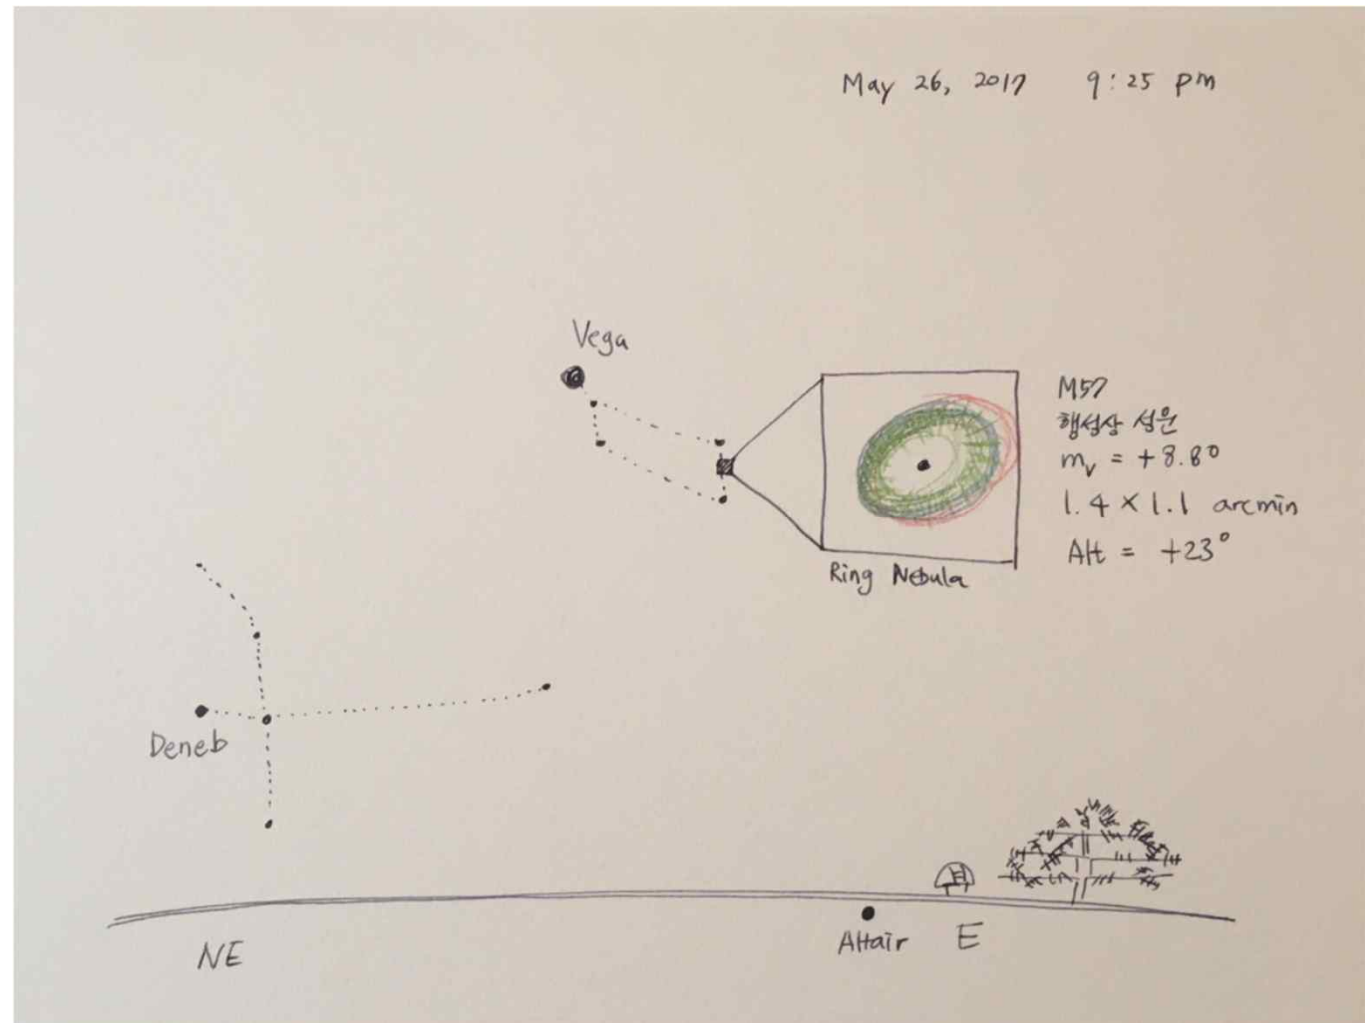 May 26, 2017 9:25 pm
Vega
M57
행성상 성운
mᵥ = +8.80
1.4 × 1.1 arcmin
Alt = +23°
Ring Nebula
Deneb
Altair
E
NE